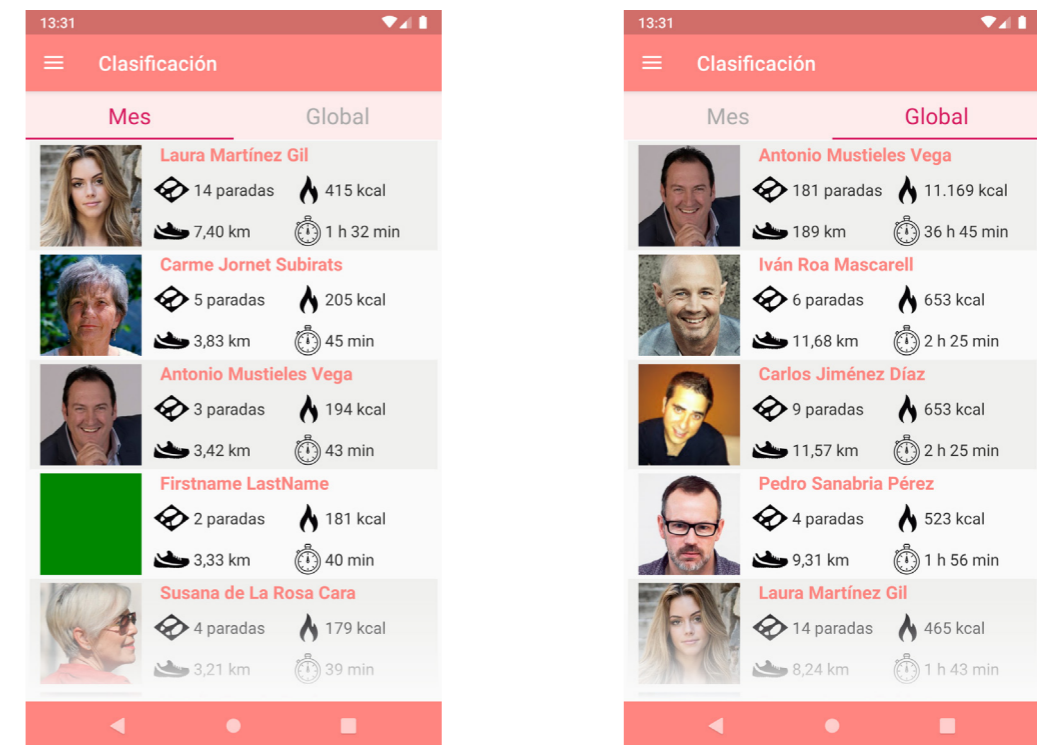 13:31
Clasificación
Mes Global
Laura Martínez Gil
14 paradas 415 kcal
7,40 km 1 h 32 min
Carme Jornet Subirats
5 paradas 205 kcal
3,83 km 45 min
Antonio Mustieles Vega
3 paradas 194 kcal
3,42 km 43 min
Firstname LastName
2 paradas 181 kcal
3,33 km 40 min
Susana de La Rosa Cara
4 paradas 179 kcal
3,21 km 39 min
13:31
Clasificación
Mes Global
Antonio Mustieles Vega
181 paradas 11.169 kcal
189 km 36 h 45 min
Iván Roa Mascarell
6 paradas 653 kcal
11,68 km 2 h 25 min
Carlos Jiménez Díaz
9 paradas 653 kcal
11,57 km 2 h 25 min
Pedro Sanabria Pérez
4 paradas 523 kcal
9,31 km 1 h 56 min
Laura Martínez Gil
14 paradas 465 kcal
8,24 km 1 h 43 min